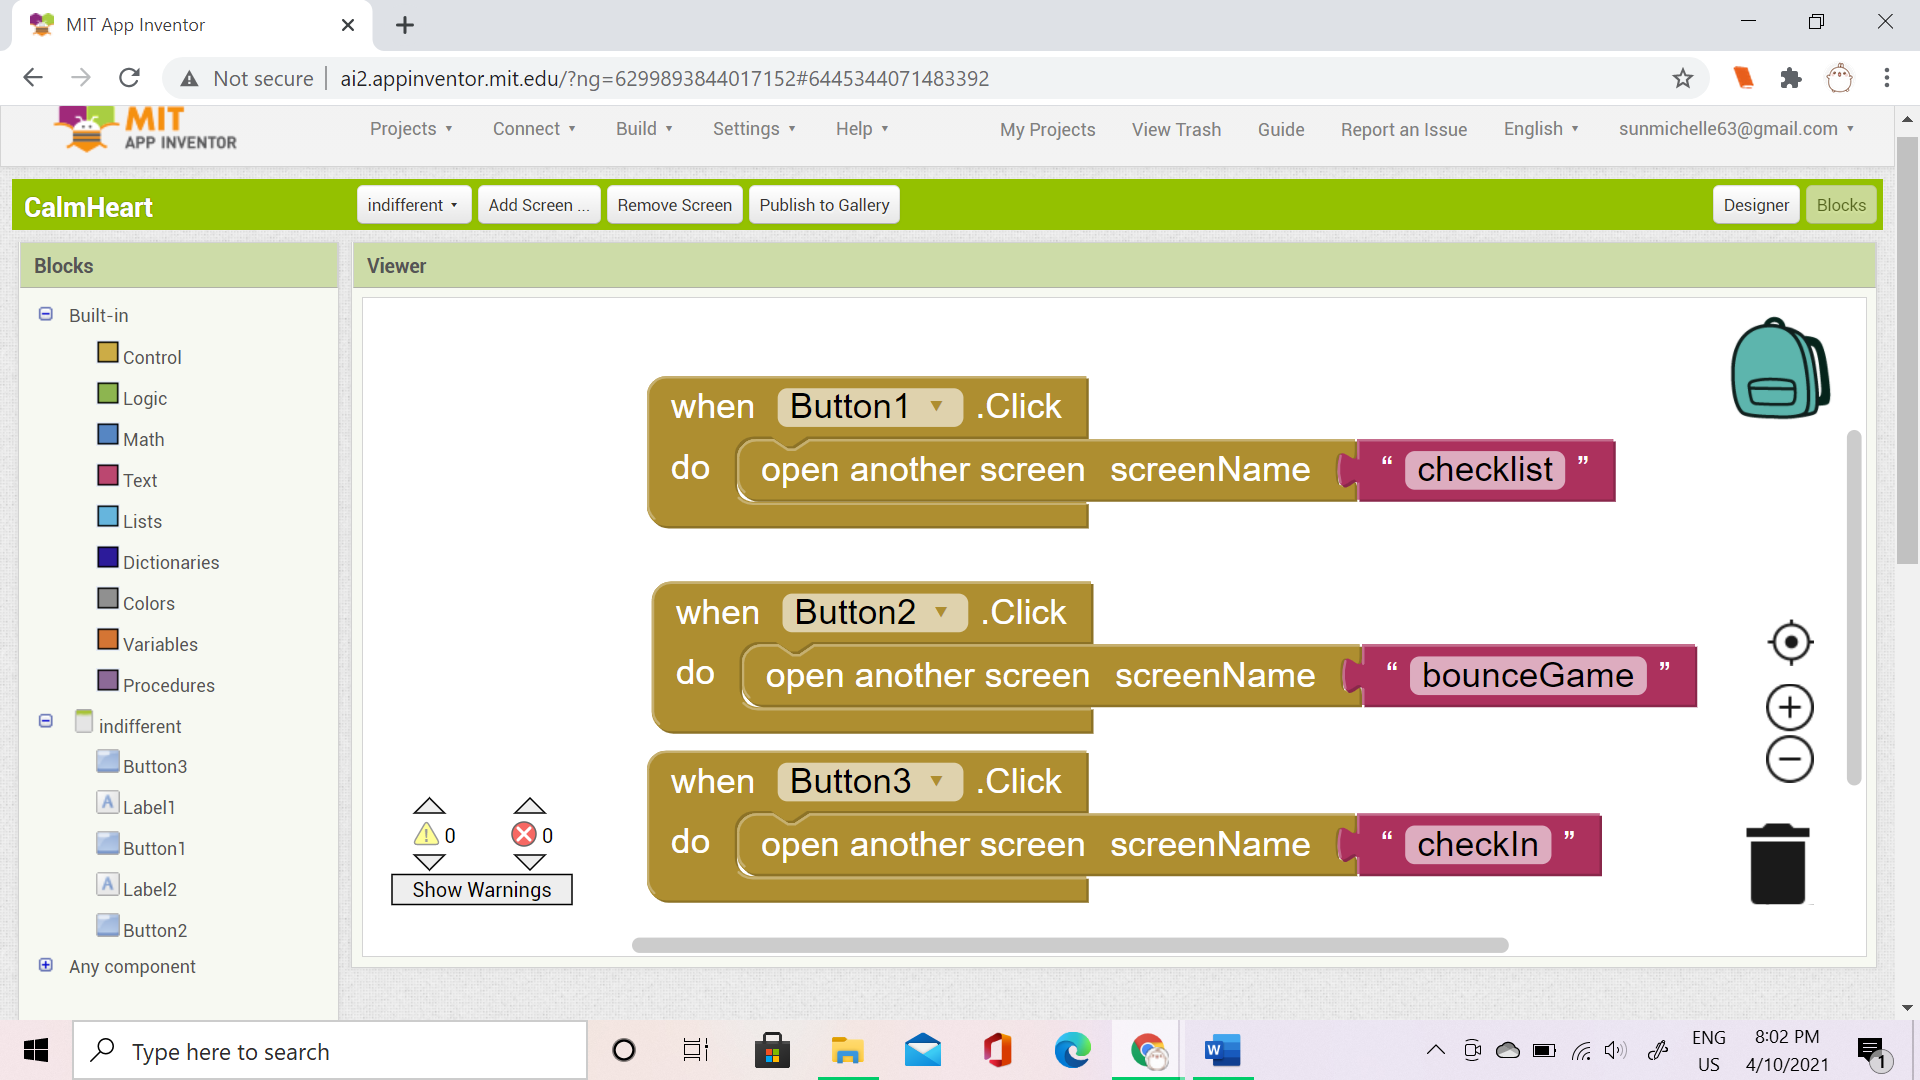 MIT App Inventor
Not secure
ai2.appinventor.mit.edu/?ng=6299893844017152#6445344071483392
MIT
APP INVENTOR
Projects Connect Build Settings Help My Projects View Trash Guide Report an Issue English sunmichelle63@gmail.com
CalmHeart
indifferent Add Screen ... Remove Screen Publish to Gallery Designer Blocks
Blocks
Viewer
Built-in
Control
Logic
Math
Text
Lists
Dictionaries
Colors
Variables
Procedures
indifferent
Button3
Label1
Button1
Label2
Button2
Any component
when Button1 .Click
do open another screen screenName “ checklist ”
when Button2 .Click
do open another screen screenName “ bounceGame ”
when Button3 .Click
do open another screen screenName “ checkIn ”
0 0
Show Warnings
Type here to search
W
ENG
US
8:02 PM
4/10/2021
1